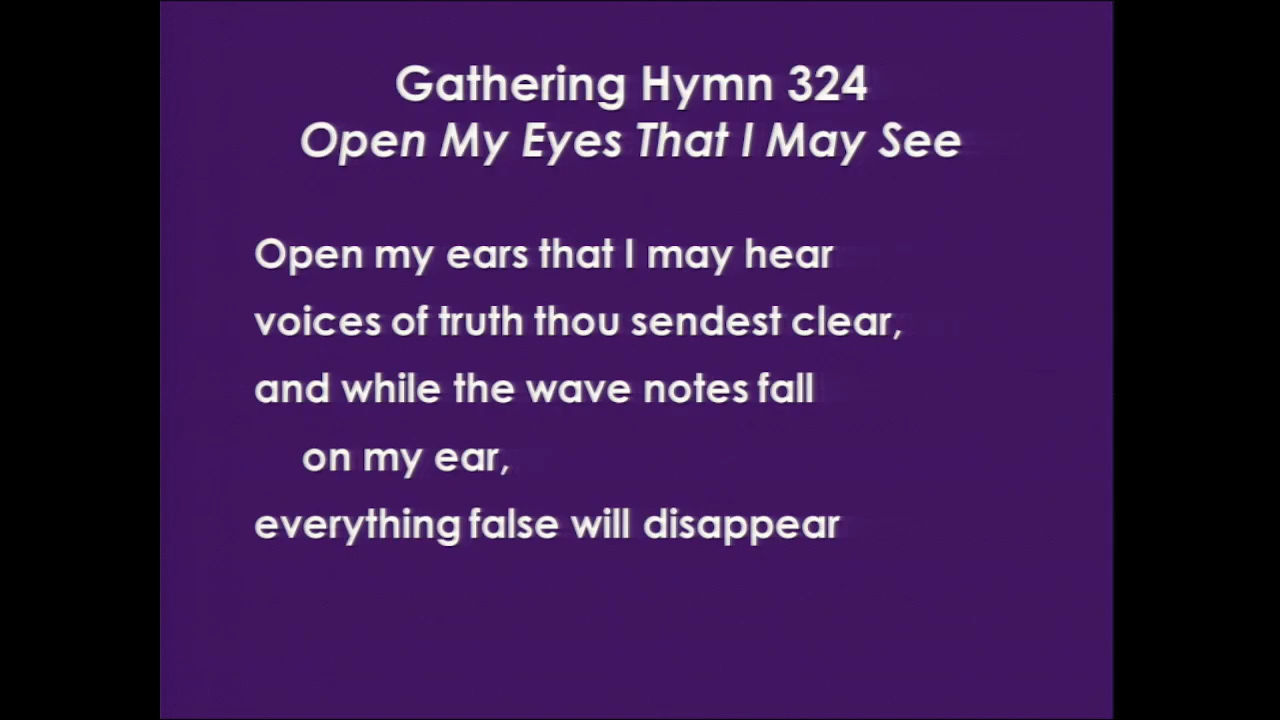 Gathering Hymn 324
Open My Eyes That I May See
Open my ears that I may hear
voices of truth thou sendest clear,
and while the wave notes fall
on my ear,
everything false will disappear